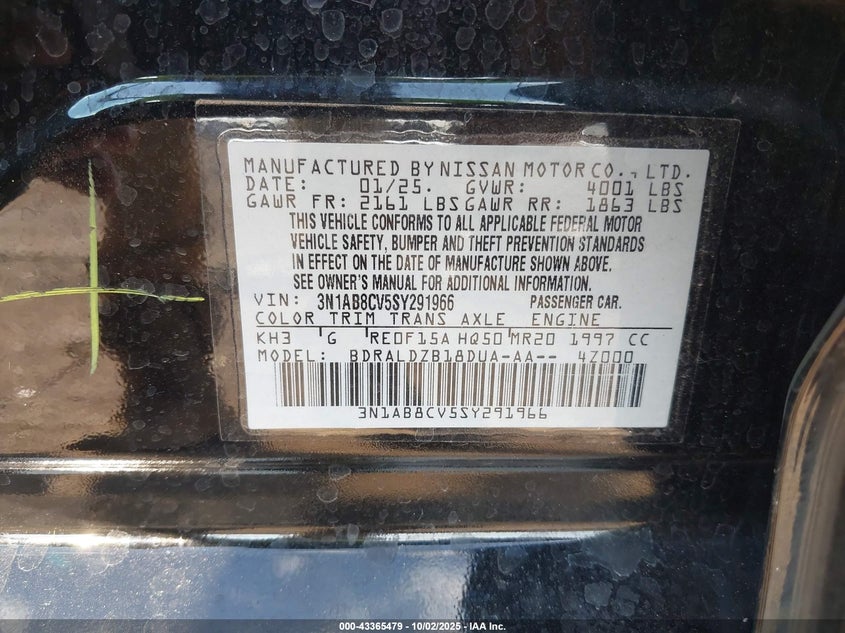 MANUFACTURED BY NISSAN MOTOR CO., LTD.
DATE: 01/25. GVWR: 4001 LBS
GAWR FR: 2161 LBS GAWR RR: 1863 LBS
THIS VEHICLE CONFORMS TO ALL APPLICABLE FEDERAL MOTOR
VEHICLE SAFETY, BUMPER AND THEFT PREVENTION STANDARDS
IN EFFECT ON THE DATE OF MANUFACTURE SHOWN ABOVE.
SEE OWNER'S MANUAL FOR ADDITIONAL INFORMATION.
VIN: 3N1AB8CV5SY291966 PASSENGER CAR.
COLOR TRIM TRANS AXLE ENGINE
KH3 G RE0F15A HQ50 MR20 1997 CC
MODEL: BDRALDZB18DUA-AA-- 4Z000
3N1AB8CV5SY291966
000-43365479 - 10/02/2025 - IAA Inc.